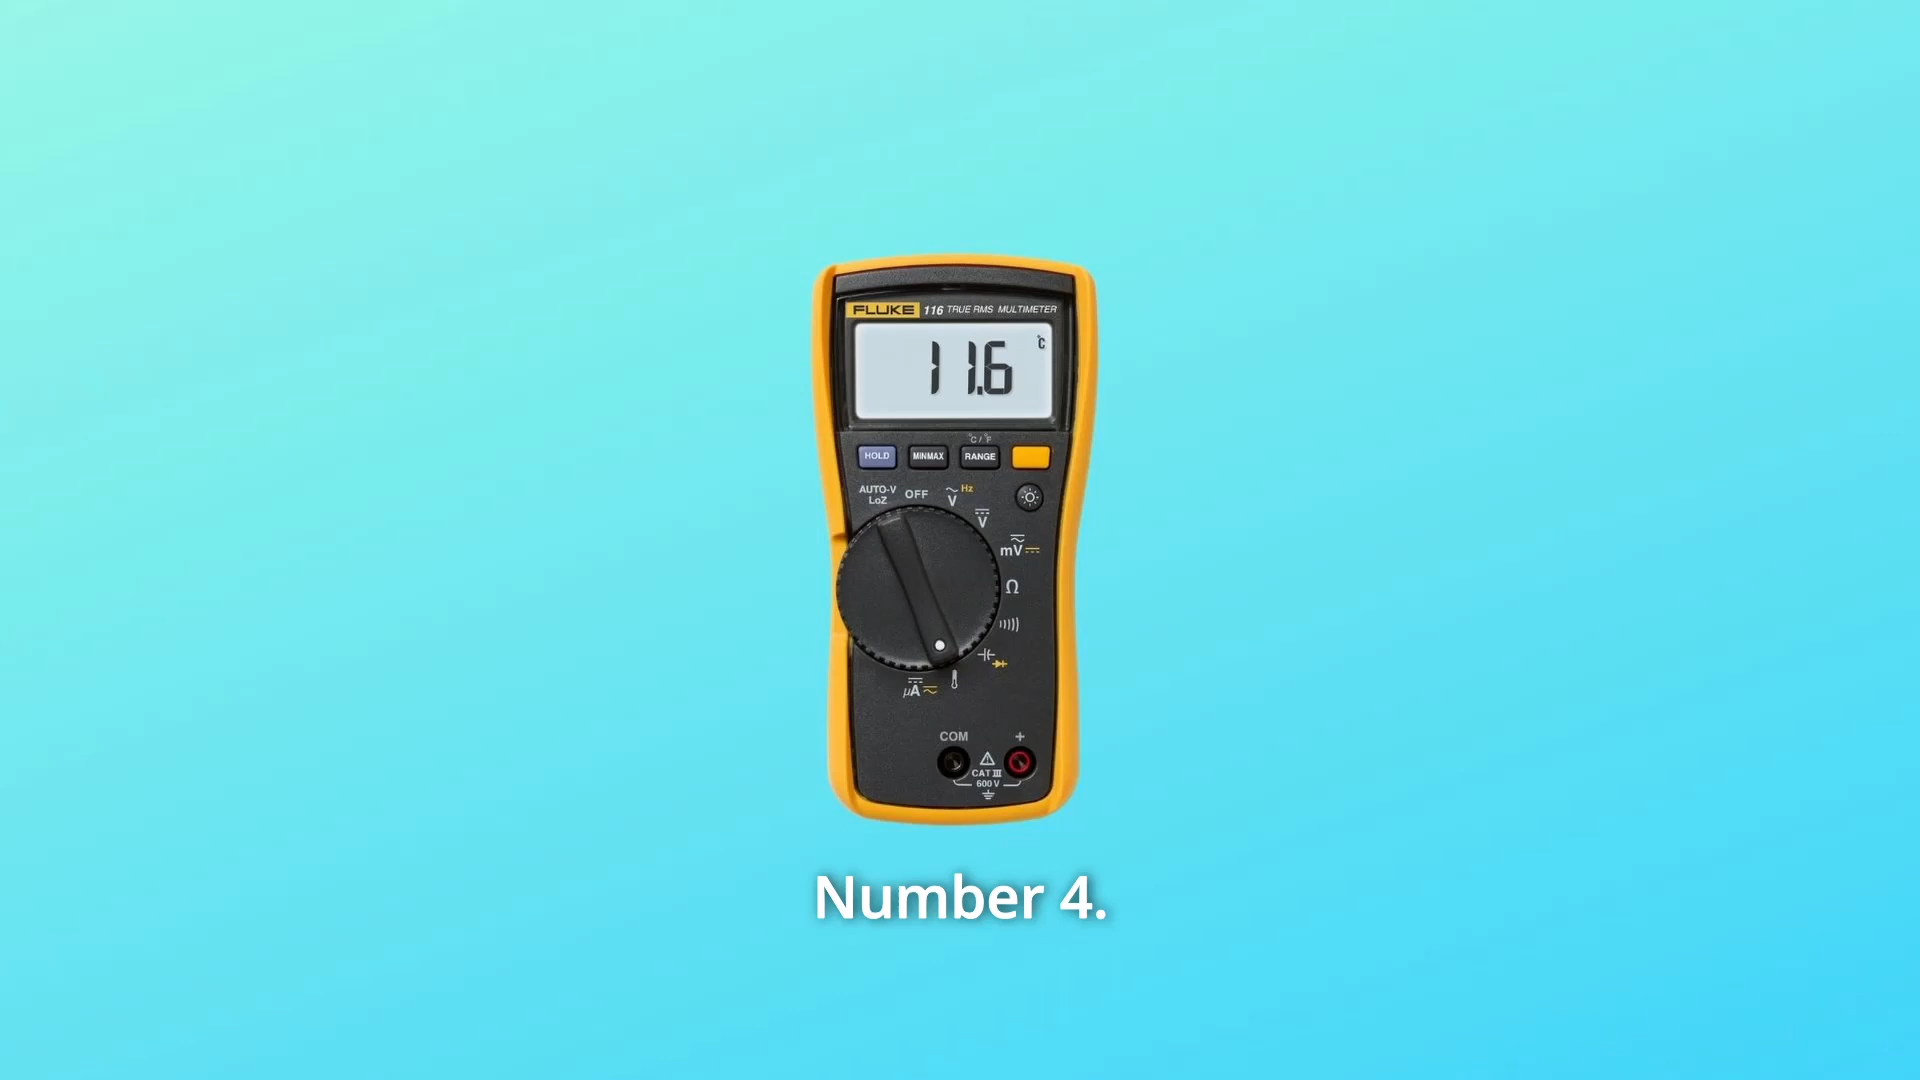 FLUKE 116 TRUE RMS MULTIMETER
°C
11.6
°C / °F
HOLD MINMAX RANGE
AUTO-V
LoZ
OFF
V Hz
V
mV
Ω
µA
COM +
CAT III
600 V
Number 4.